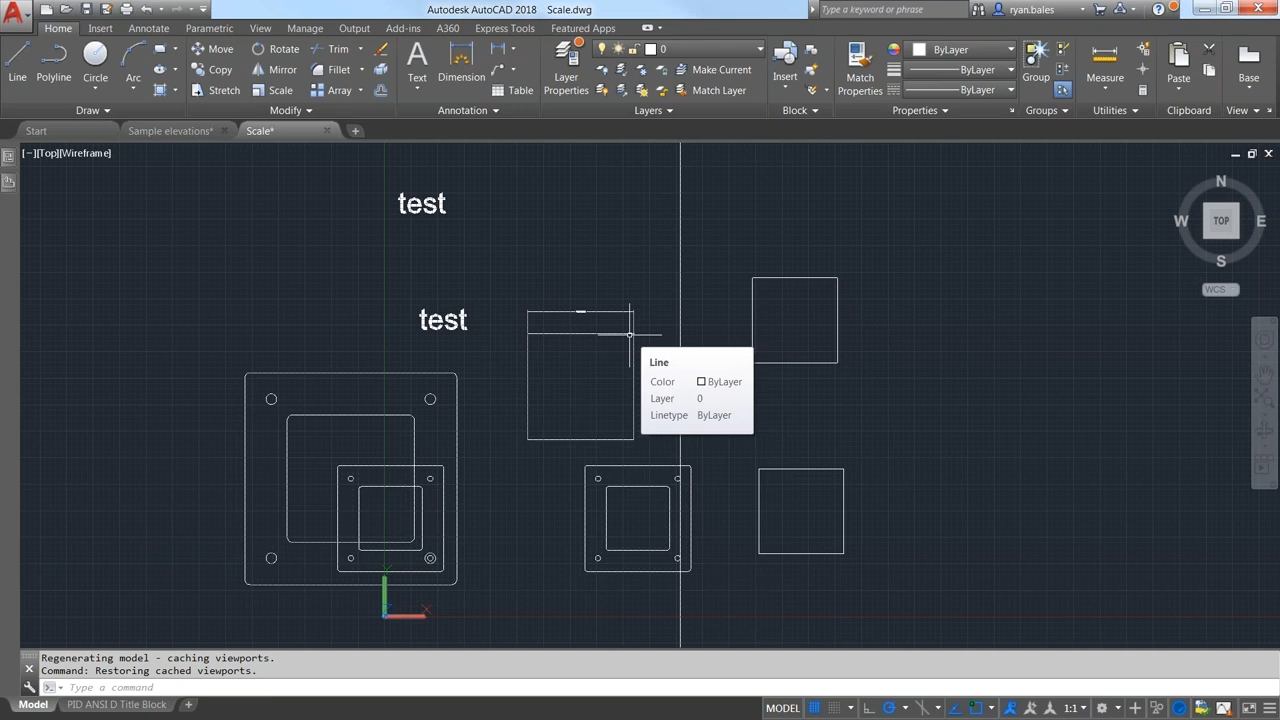 Autodesk AutoCAD 2018 Scale.dwg
Type a keyword or phrase
ryan.bales
Home Insert Annotate Parametric View Manage Output Add-ins A360 Express Tools Featured Apps
Line Polyline Circle Arc
Move Rotate Trim
Copy Mirror Fillet
Stretch Scale Array
Text Dimension
Table
Layer Properties
0
Make Current
Match Layer
Insert
Match Properties
ByLayer
ByLayer
ByLayer
Group
Measure
Paste
Base
Draw Modify Annotation Layers Block Properties Groups Utilities Clipboard View
Start Sample elevations* Scale*
[−][Top][Wireframe]
test
test
N
W TOP E
S
WCS
Line
Color ByLayer
Layer 0
Linetype ByLayer
Y
X
Regenerating model - caching viewports.
Command: Restoring cached viewports.
Type a command
Model PID ANSI D Title Block
MODEL 1:1